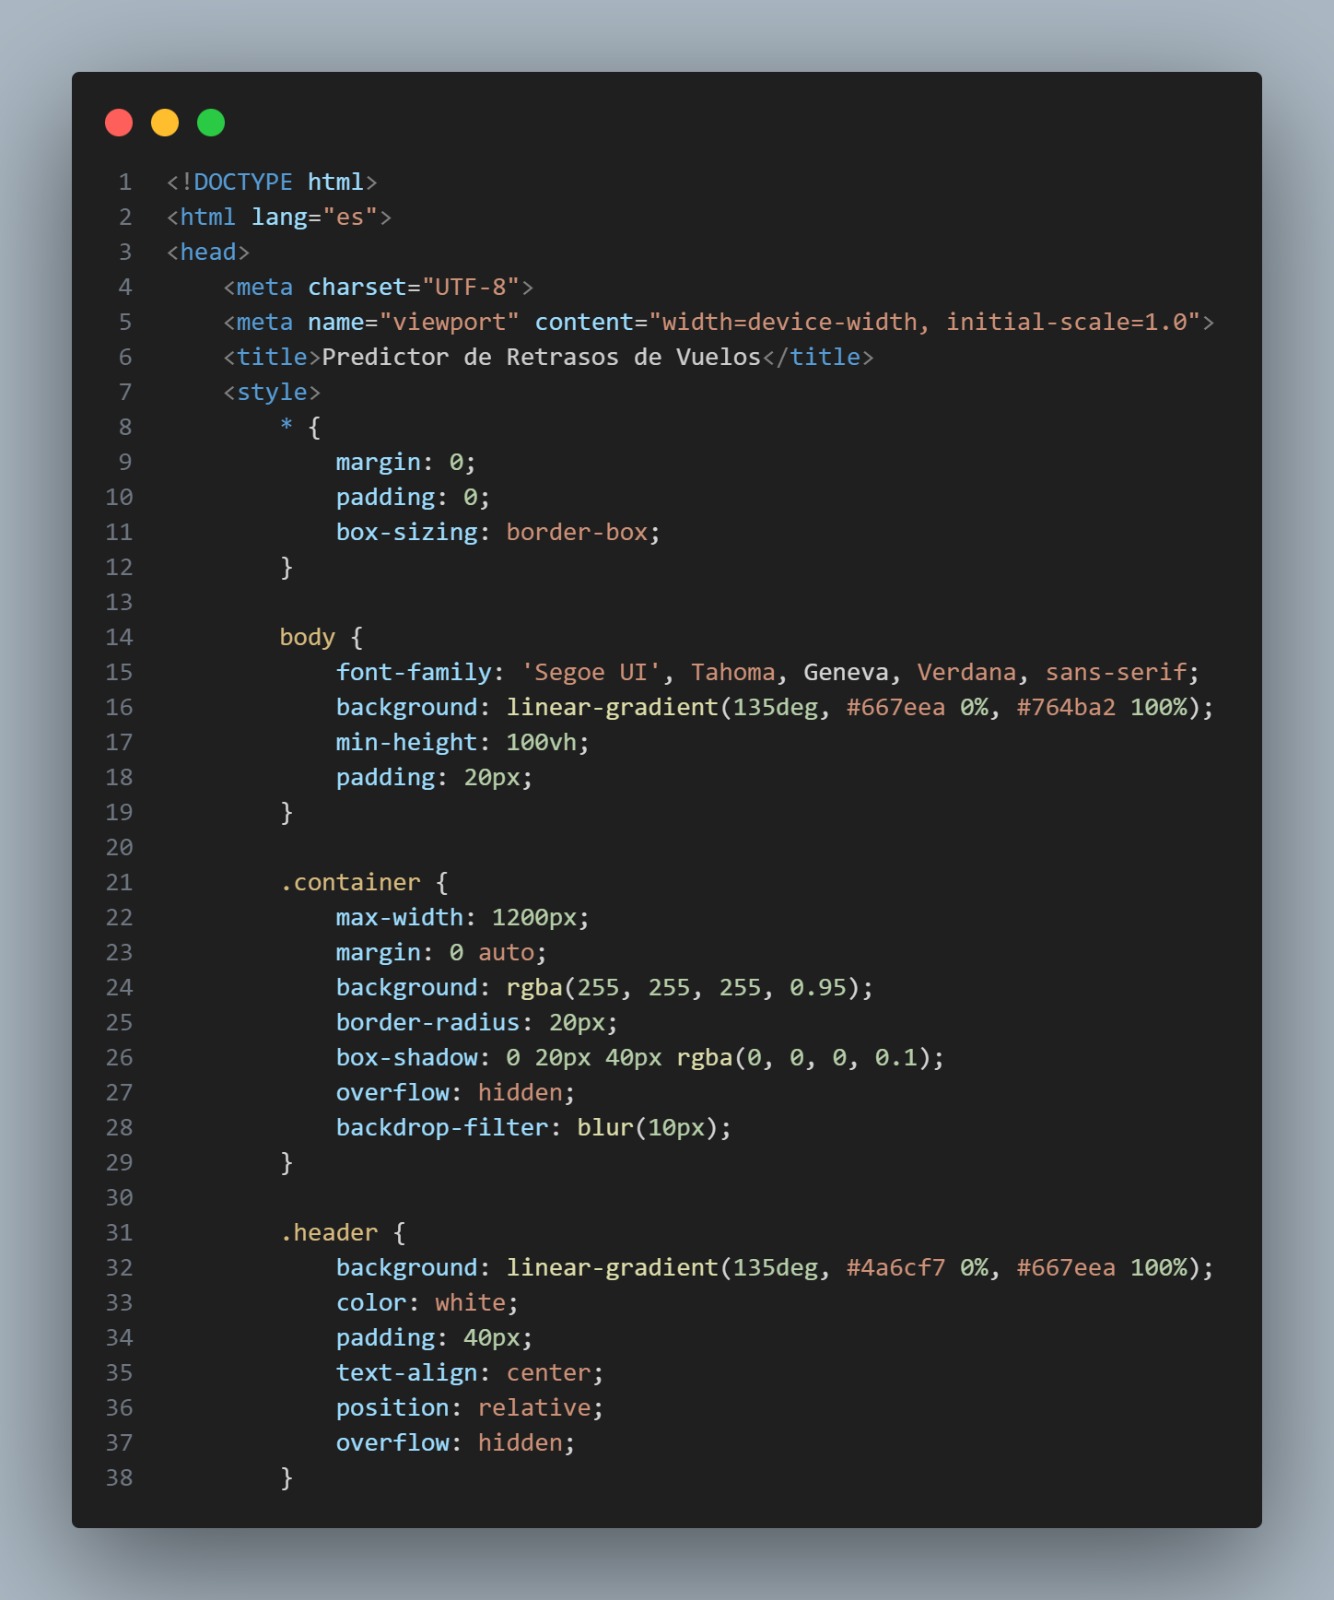 1 <!DOCTYPE html>
2 <html lang="es">
3 <head>
4     <meta charset="UTF-8">
5     <meta name="viewport" content="width=device-width, initial-scale=1.0">
6     <title>Predictor de Retrasos de Vuelos</title>
7     <style>
8         * {
9             margin: 0;
10             padding: 0;
11             box-sizing: border-box;
12         }
13
14         body {
15             font-family: 'Segoe UI', Tahoma, Geneva, Verdana, sans-serif;
16             background: linear-gradient(135deg, #667eea 0%, #764ba2 100%);
17             min-height: 100vh;
18             padding: 20px;
19         }
20
21         .container {
22             max-width: 1200px;
23             margin: 0 auto;
24             background: rgba(255, 255, 255, 0.95);
25             border-radius: 20px;
26             box-shadow: 0 20px 40px rgba(0, 0, 0, 0.1);
27             overflow: hidden;
28             backdrop-filter: blur(10px);
29         }
30
31         .header {
32             background: linear-gradient(135deg, #4a6cf7 0%, #667eea 100%);
33             color: white;
34             padding: 40px;
35             text-align: center;
36             position: relative;
37             overflow: hidden;
38         }